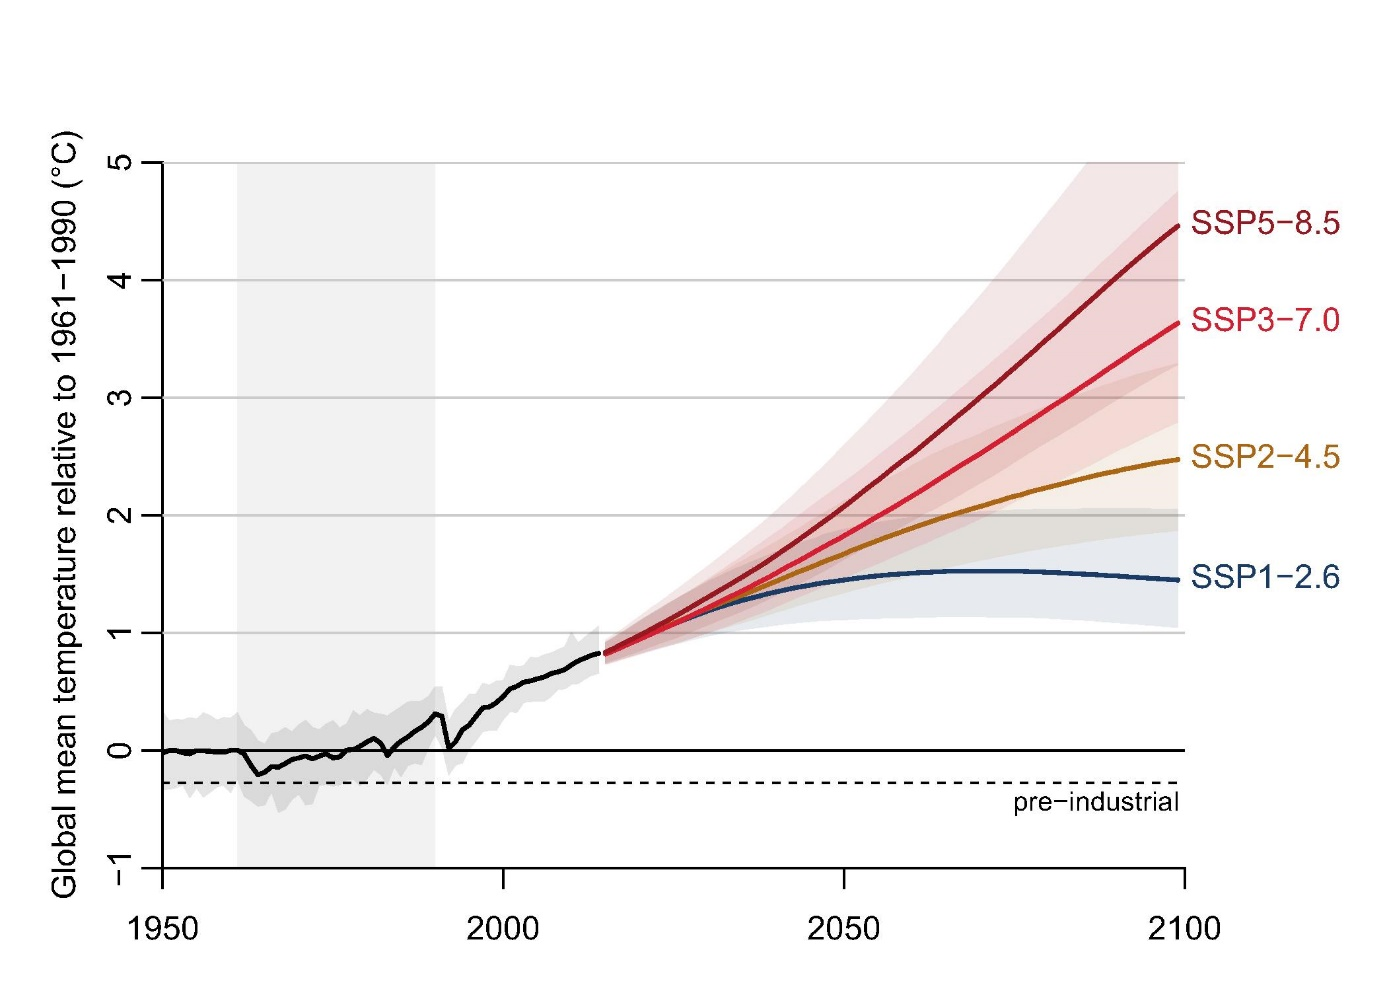 Global mean temperature relative to 1961−1990 (°C)
5
4
3
2
1
0
−1
1950
2000
2050
2100
SSP5−8.5
SSP3−7.0
SSP2−4.5
SSP1−2.6
pre−industrial